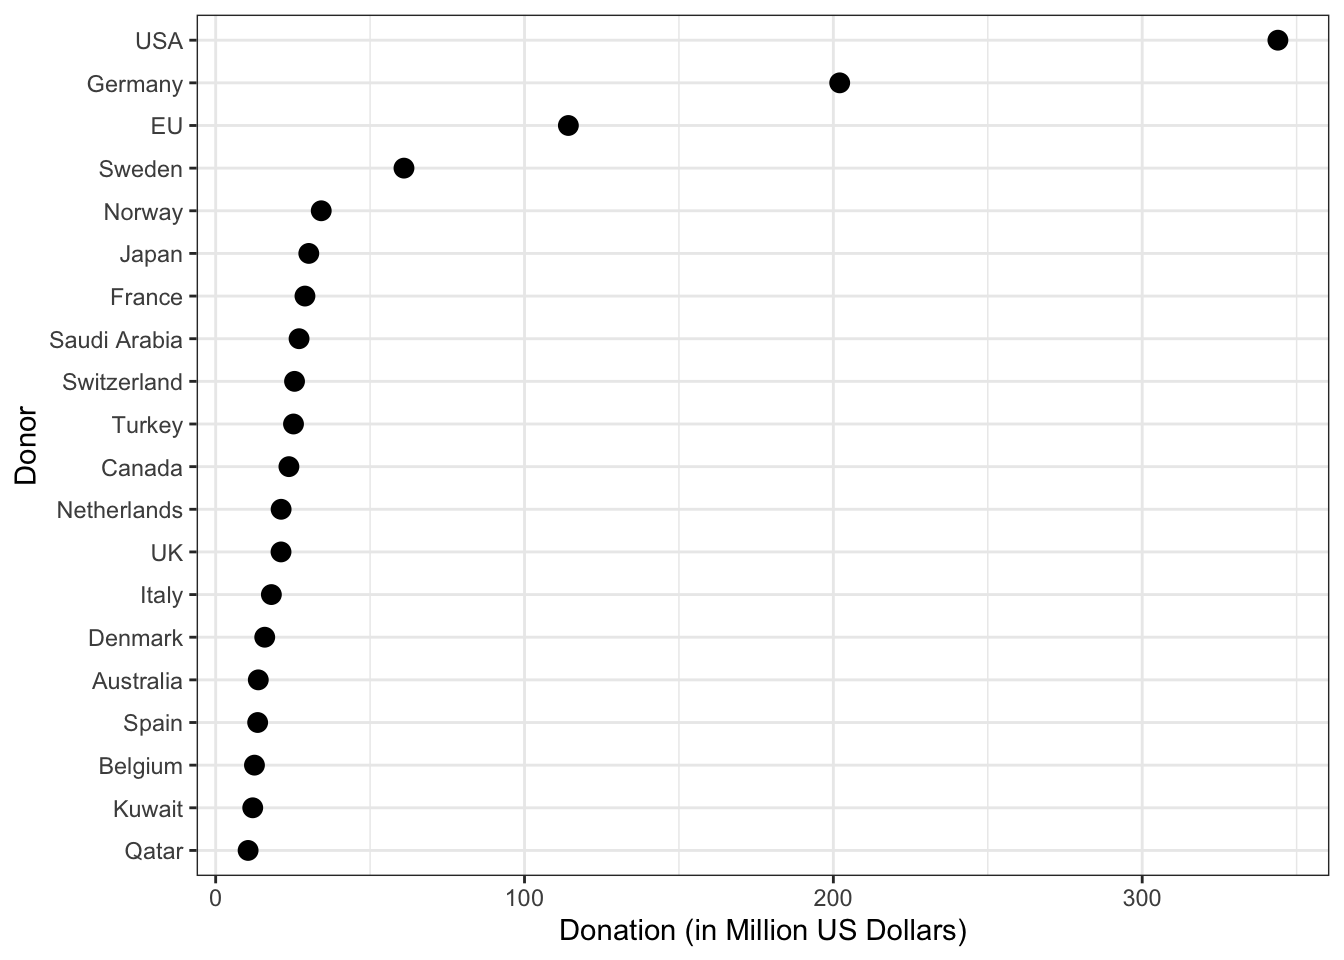 USA
Germany
EU
Sweden
Norway
Japan
France
Saudi Arabia
Switzerland
Turkey
Canada
Netherlands
UK
Italy
Denmark
Australia
Spain
Belgium
Kuwait
Qatar
Donor
0 100 200 300
Donation (in Million US Dollars)